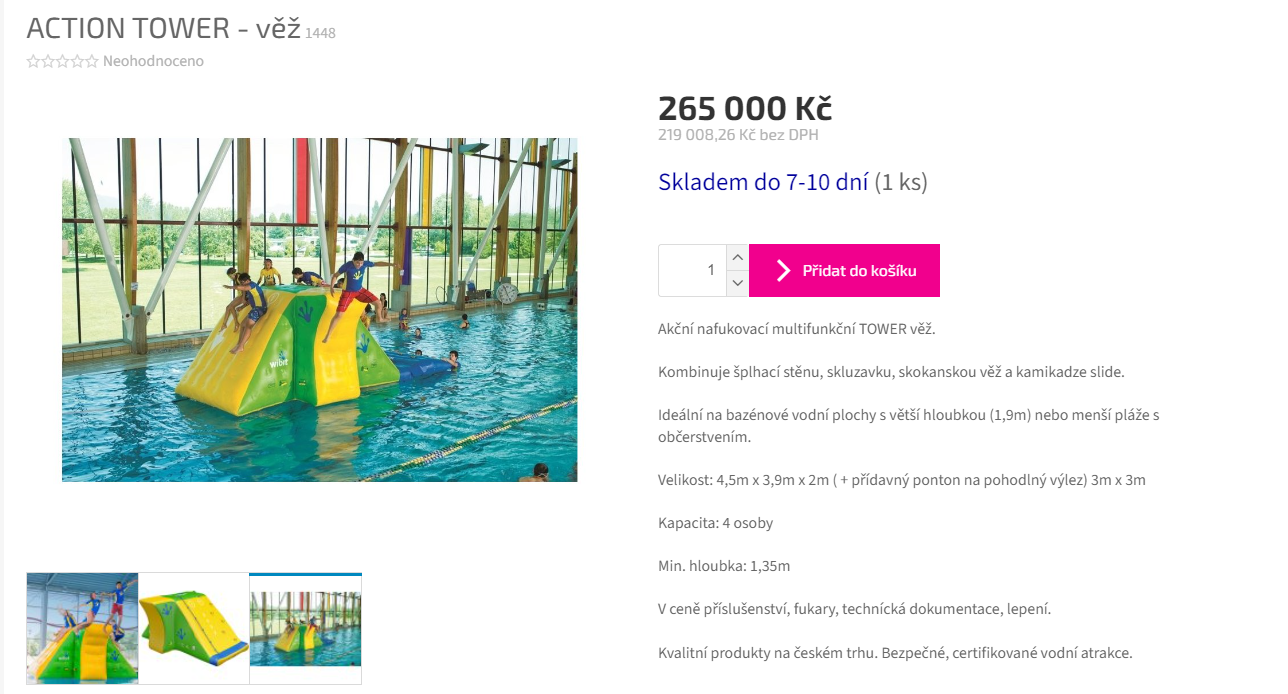 ACTION TOWER - věž 1448
Neohodnoceno
265 000 Kč
219 008,26 Kč bez DPH
Skladem do 7-10 dní (1 ks)
1
Přidat do košíku
wibit
Akční nafukovací multifunkční TOWER věž.
Kombinuje šplhací stěnu, skluzavku, skokanskou věž a kamikadze slide.
Ideální na bazénové vodní plochy s větší hloubkou (1,9m) nebo menší pláže s
občerstvením.
Velikost: 4,5m x 3,9m x 2m ( + přídavný ponton na pohodlný výlez) 3m x 3m
Kapacita: 4 osoby
Min. hloubka: 1,35m
V ceně příslušenství, fukary, technícká dokumentace, lepení.
Kvalitní produkty na českém trhu. Bezpečné, certifikované vodní atrakce.